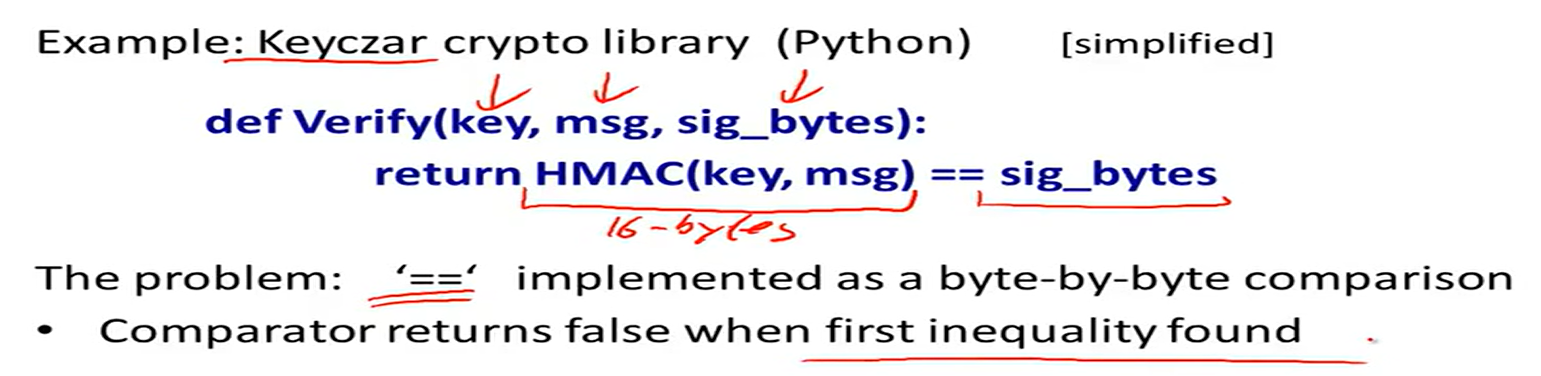 Example: Keyczar crypto library (Python) [simplified]
def Verify(key, msg, sig_bytes):
return HMAC(key, msg) == sig_bytes
16-bytes
The problem: ‘==‘ implemented as a byte-by-byte comparison
• Comparator returns false when first inequality found